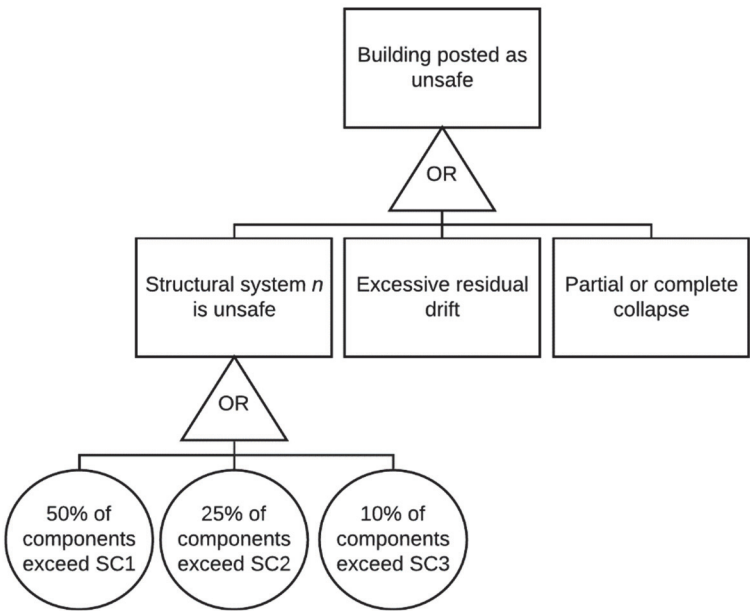 Building posted as
unsafe
OR
Structural system n
is unsafe
Excessive residual
drift
Partial or complete
collapse
OR
50% of
components
exceed SC1
25% of
components
exceed SC2
10% of
components
exceed SC3